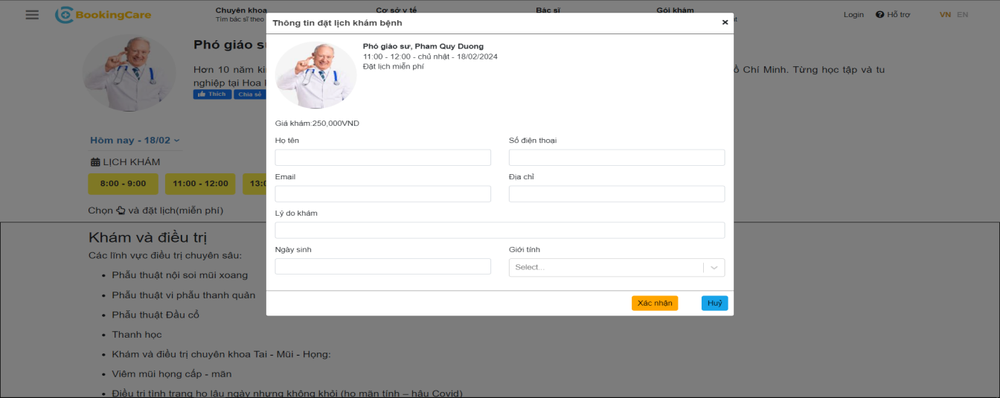 BookingCare
Chuyên khoa
Tìm bác sĩ theo
Cơ sở y tế
Bác sĩ
Gói khám
Login
Hỗ trợ
VN EN
Thông tin đặt lịch khám bệnh
×
Phó giáo sư, Pham Quy Duong
11:00 - 12:00 - chủ nhật - 18/02/2024
Đặt lịch miễn phí
Giá khám:250,000VND
Họ tên
Số điện thoại
Email
Địa chỉ
Lý do khám
Ngày sinh
Giới tính
Select...
Xác nhận
Huỷ
Phó giáo s
Hơn 10 năm ki
Chí Minh. Từng học tập và tu
nghiệp tại Hoa
Thích
Chia sẻ
Hôm nay - 18/02
LỊCH KHÁM
8:00 - 9:00
11:00 - 12:00
13:0
Chọn và đặt lịch(miễn phí)
Khám và điều trị
Các lĩnh vực điều trị chuyên sâu:
• Phẫu thuật nội soi mũi xoang
• Phẫu thuật vi phẫu thanh quản
• Phẫu thuật Đầu cổ
• Thanh học
• Khám và điều trị chuyên khoa Tai - Mũi - Họng:
• Viêm mũi họng cấp - mãn
• Điều trị tình trạng ho lâu ngày nhưng không khỏi (ho mãn tính – hậu Covid)